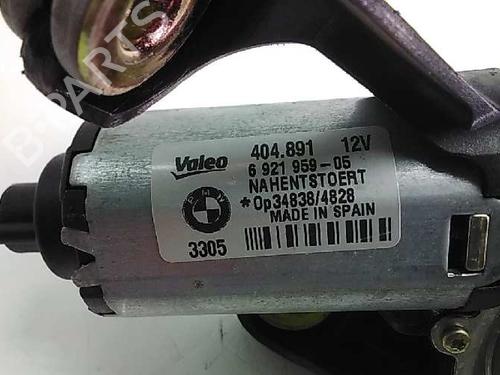 Valeo 404.891 12V
6 921 959-05
NAHENTSTOERT
BMW *Op34838/4828
MADE IN SPAIN
3305
B-PARTS